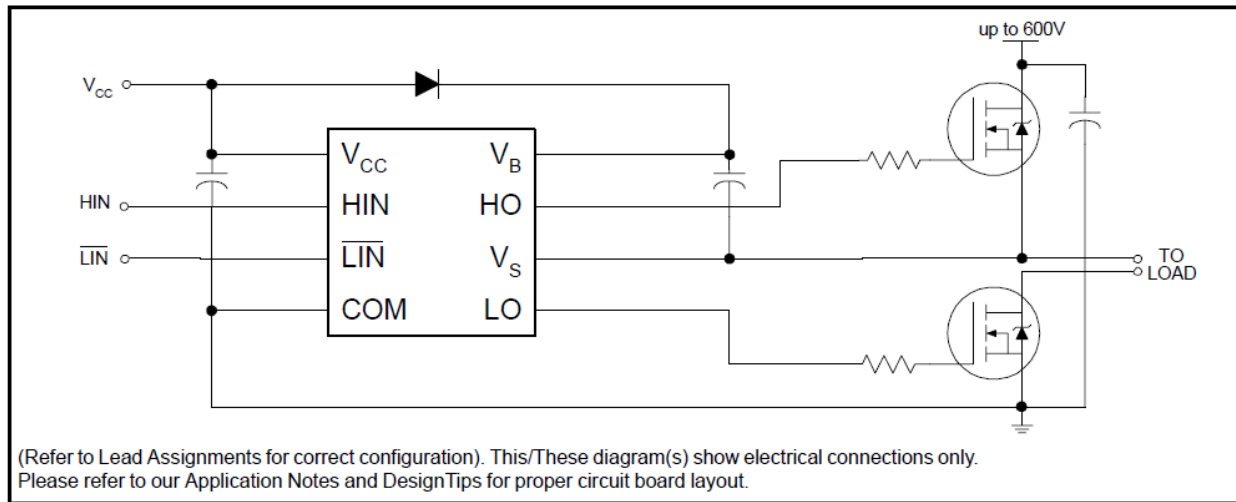 up to 600V
VCC
VCC
VB
HIN
HIN
HO
LIN
LIN
VS
TO
LOAD
COM
LO
(Refer to Lead Assignments for correct configuration). This/These diagram(s) show electrical connections only.
Please refer to our Application Notes and DesignTips for proper circuit board layout.